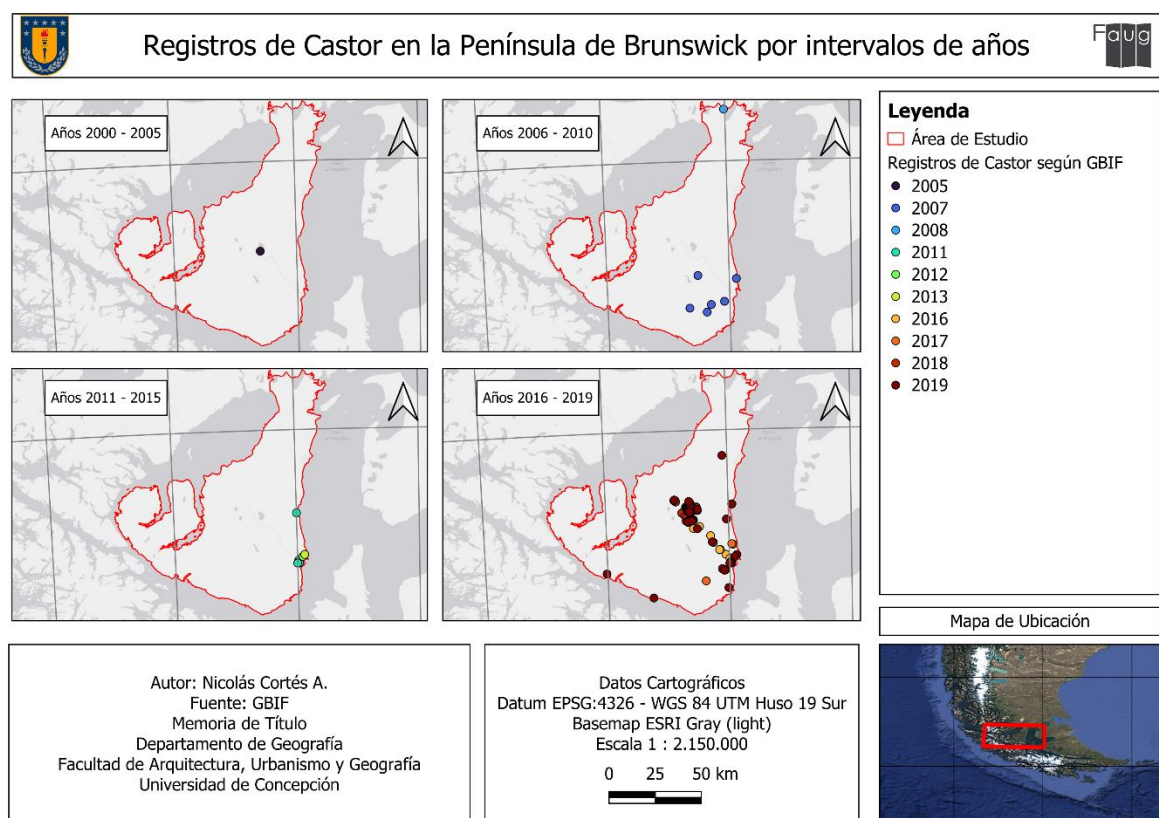 Registros de Castor en la Península de Brunswick por intervalos de años
Faug
Años 2000 - 2005
Años 2006 - 2010
Años 2011 - 2015
Años 2016 - 2019
Leyenda
Área de Estudio
Registros de Castor según GBIF
2005
2007
2008
2011
2012
2013
2016
2017
2018
2019
Mapa de Ubicación
Autor: Nicolás Cortés A.
Fuente: GBIF
Memoria de Título
Departamento de Geografía
Facultad de Arquitectura, Urbanismo y Geografía
Universidad de Concepción
Datos Cartográficos
Datum EPSG:4326 - WGS 84 UTM Huso 19 Sur
Basemap ESRI Gray (light)
Escala 1 : 2.150.000
0 25 50 km